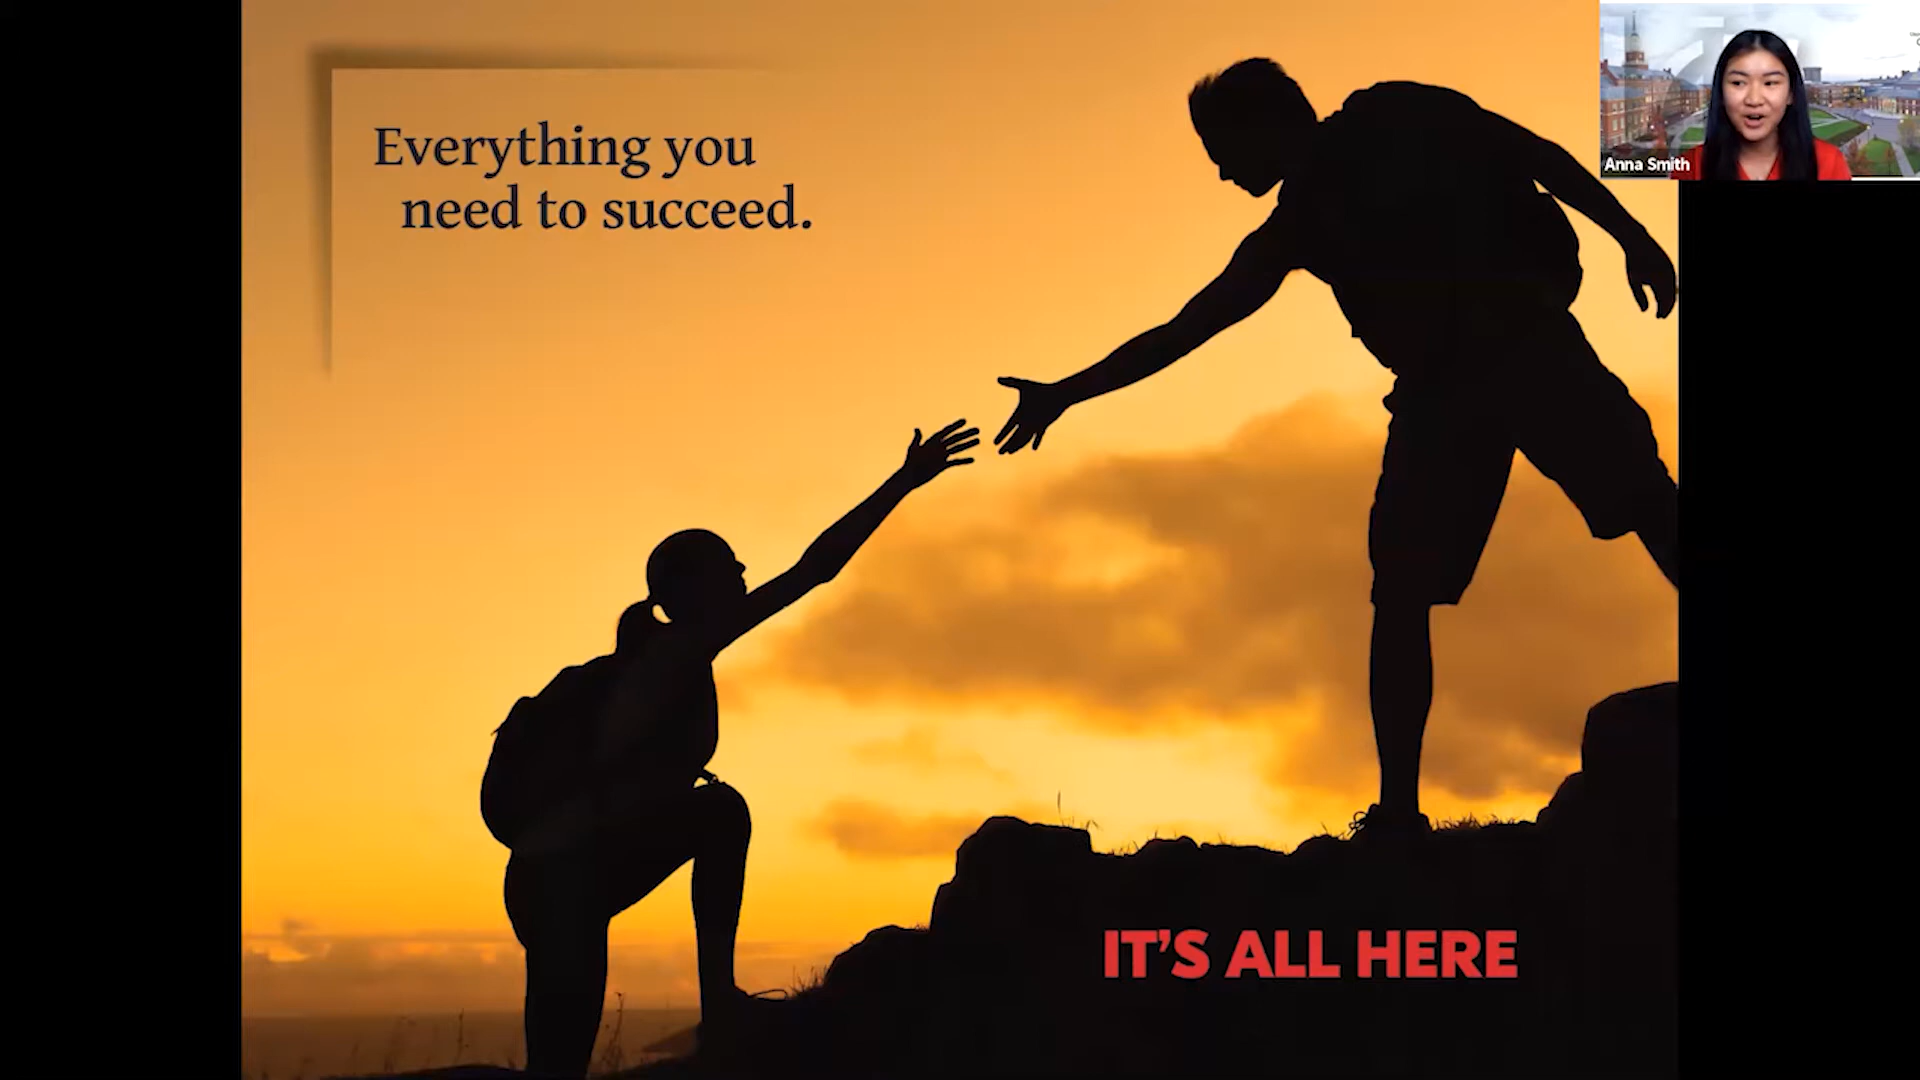 Everything you
need to succeed.
Anna Smith
IT'S ALL HERE